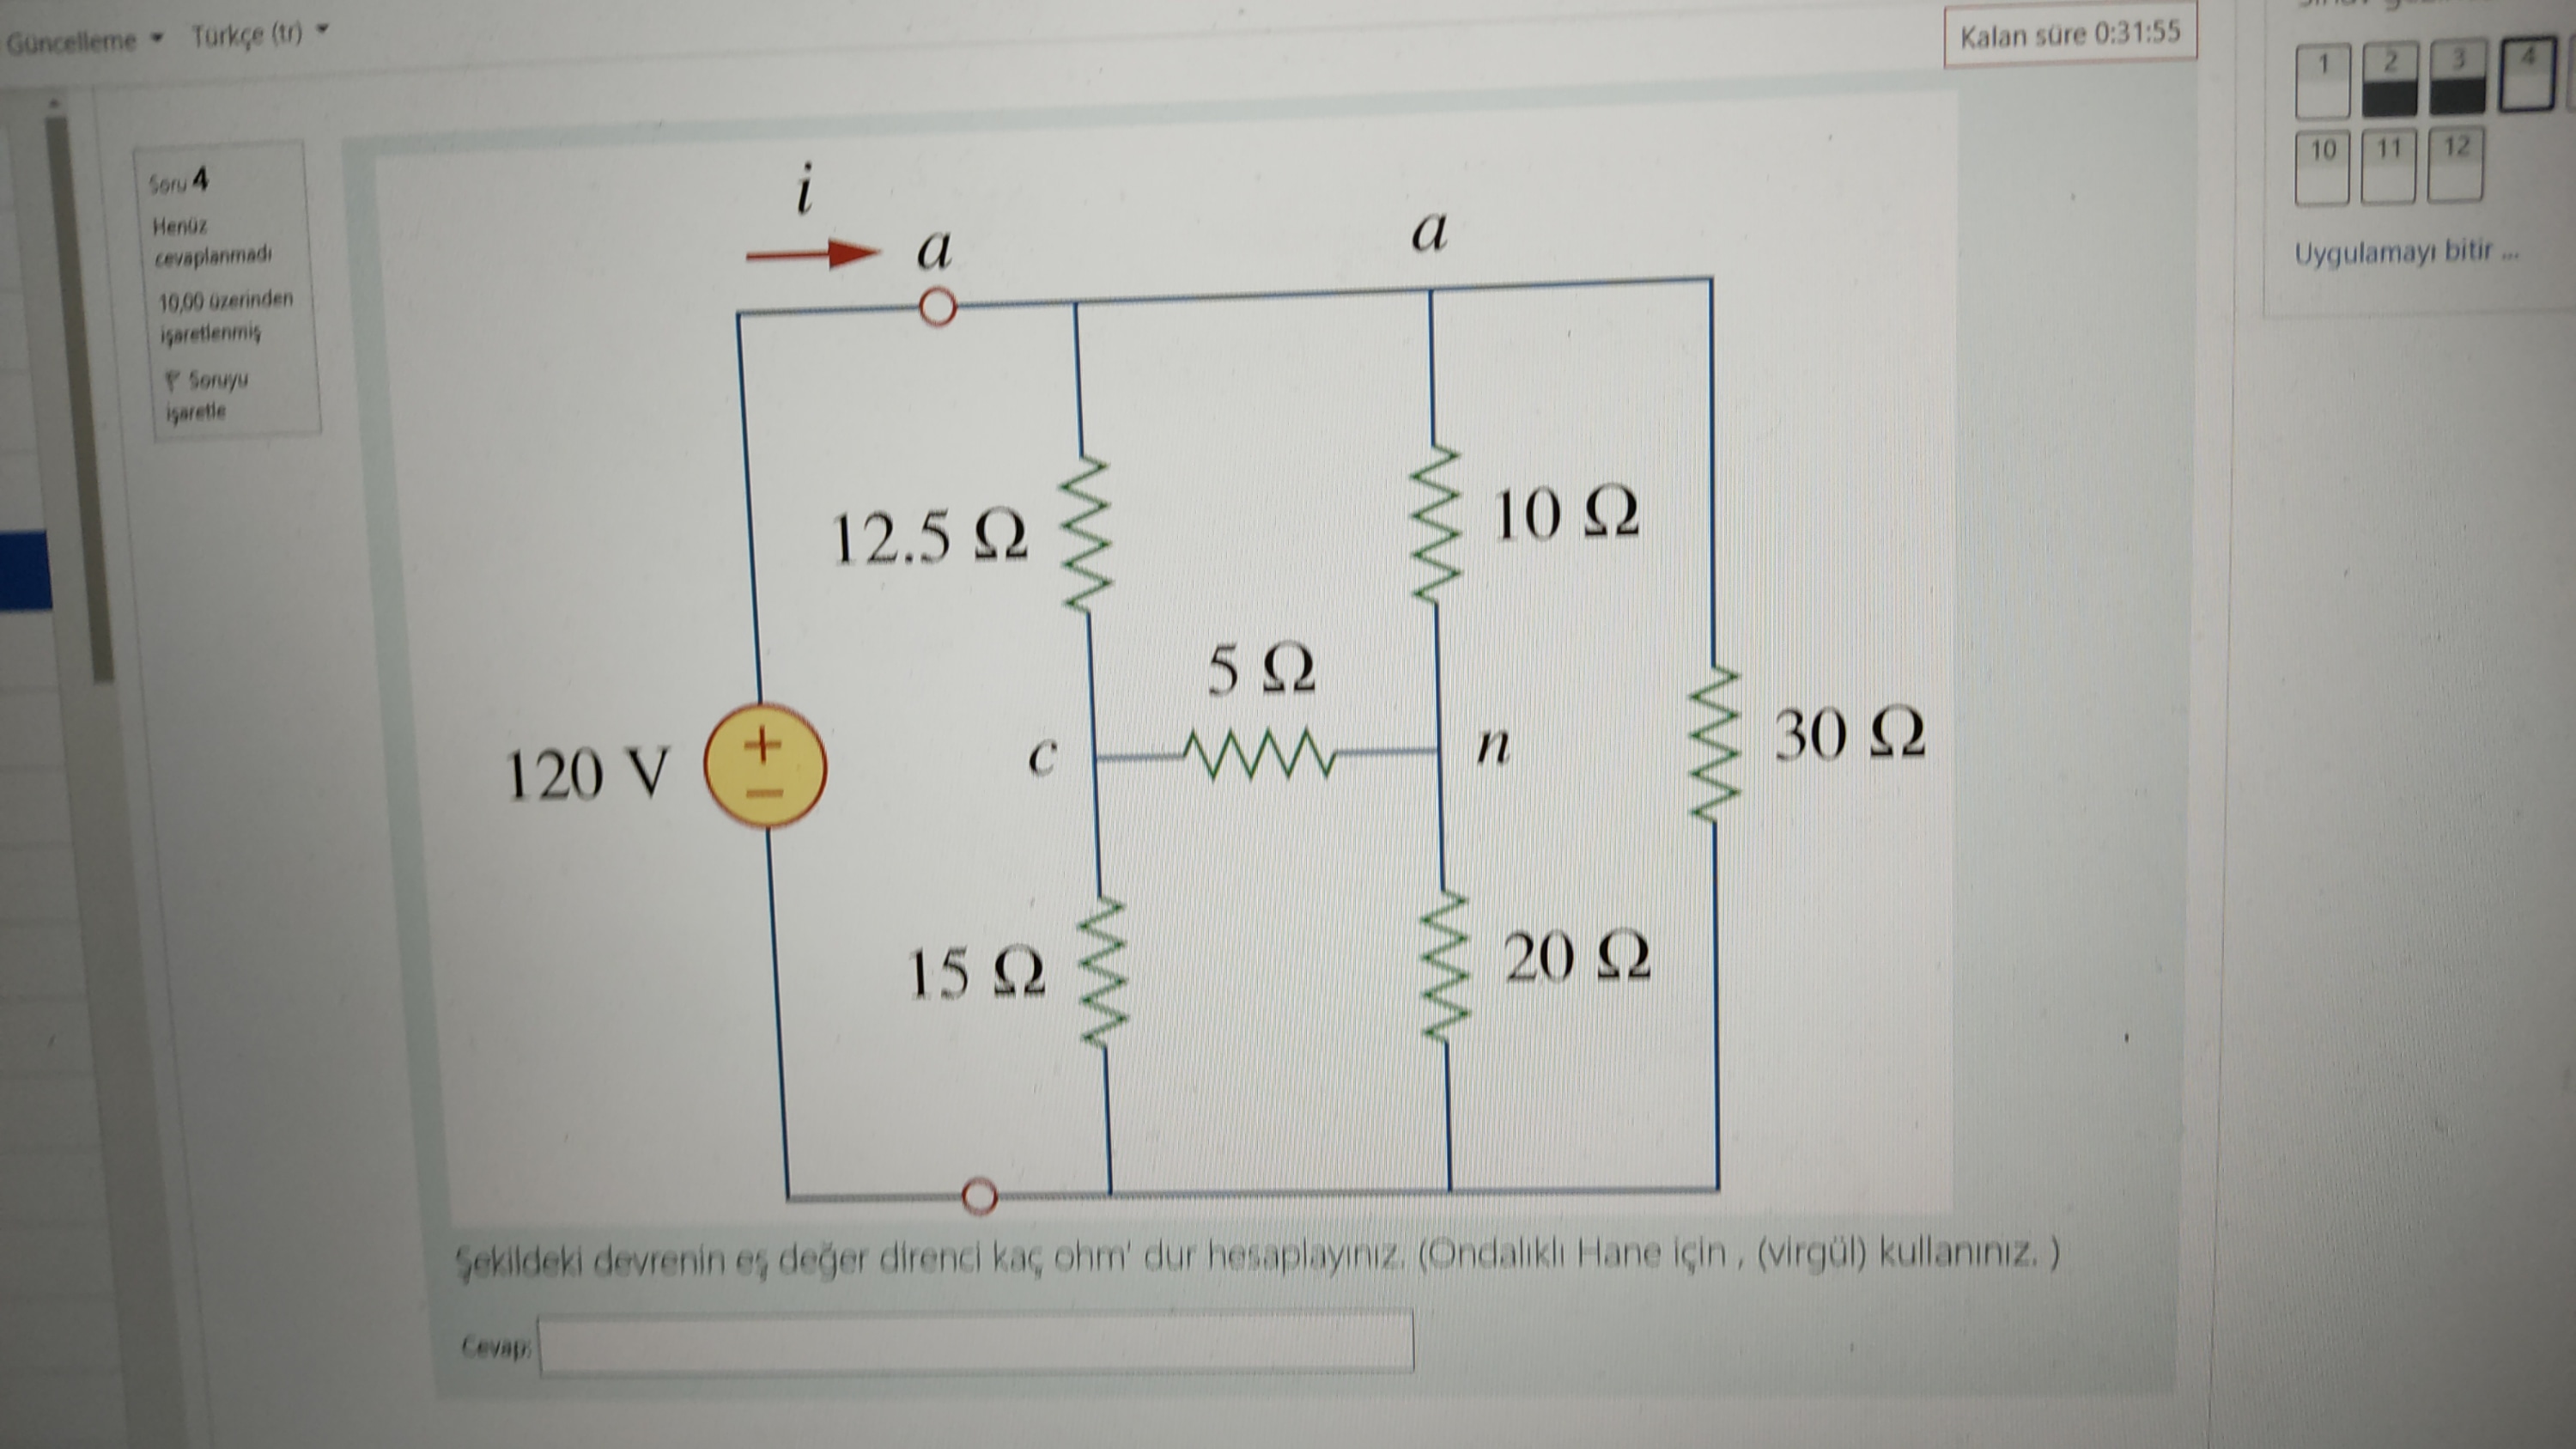 Güncelleme Türkçe (tr)
Kalan süre 0:31:55
1 2 3 4
10 11 12
Uygulamayı bitir ...
Soru 4
Henüz
cevaplanmadı
10,00 üzerinden
işaretlenmiş
Soruyu
işaretle
i
a
a
12.5 Ω
10 Ω
5 Ω
120 V
c
n
30 Ω
15 Ω
20 Ω
Şekildeki devrenin eş değer direnci kaç ohm' dur hesaplayınız. (Ondalıklı Hane için , (virgül) kullanınız. )
Cevap: